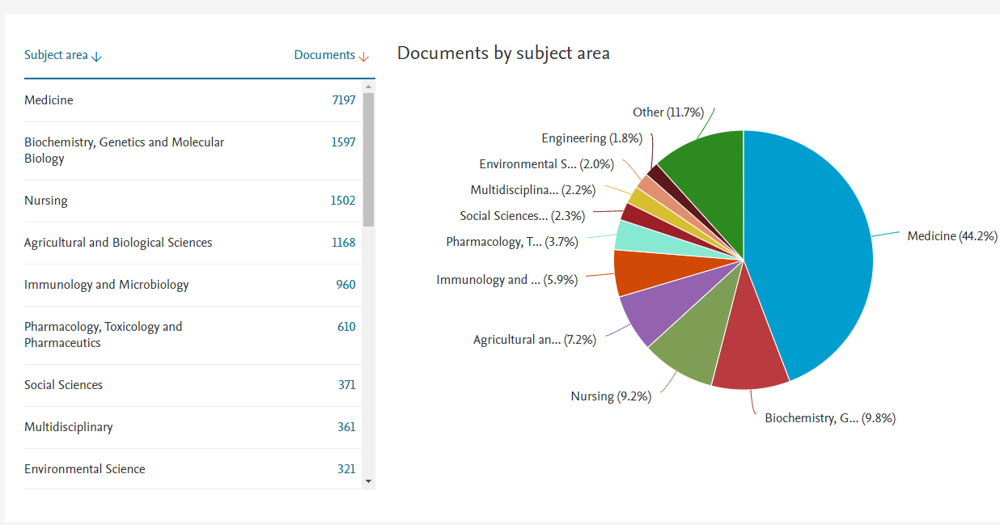 Subject area
Documents
Medicine 7197
Biochemistry, Genetics and Molecular
Biology
1597
Nursing 1502
Agricultural and Biological Sciences 1168
Immunology and Microbiology 960
Pharmacology, Toxicology and
Pharmaceutics
610
Social Sciences 371
Multidisciplinary 361
Environmental Science 321
Documents by subject area
Other (11.7%)
Engineering (1.8%)
Environmental S... (2.0%)
Multidisciplina... (2.2%)
Social Sciences... (2.3%)
Pharmacology, T... (3.7%)
Immunology and ... (5.9%)
Agricultural an... (7.2%)
Nursing (9.2%)
Biochemistry, G... (9.8%)
Medicine (44.2%)